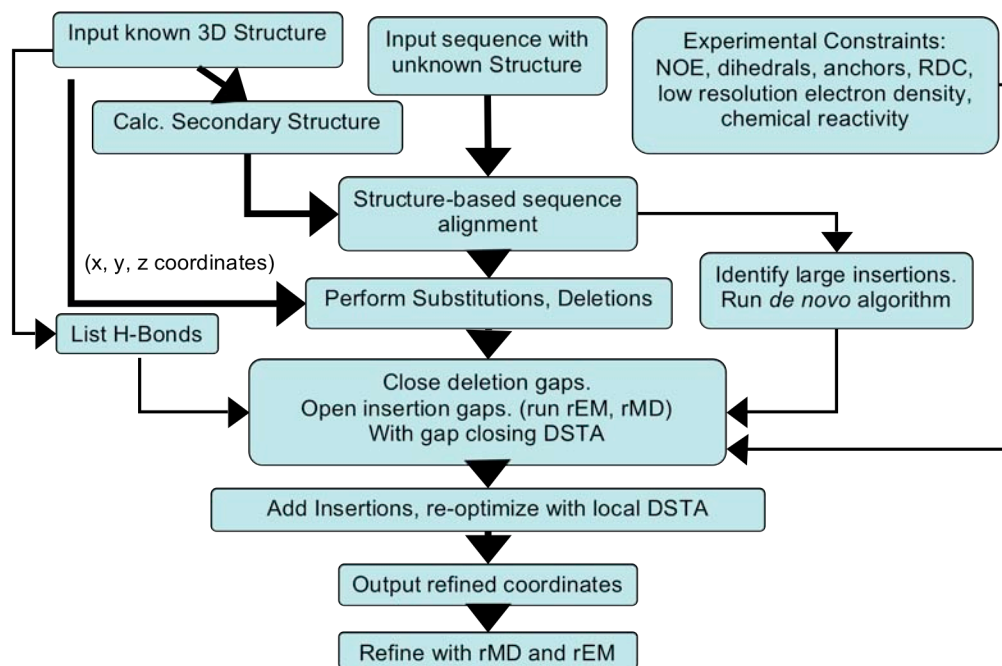 Input known 3D Structure
Input sequence with
unknown Structure
Experimental Constraints:
NOE, dihedrals, anchors, RDC,
low resolution electron density,
chemical reactivity
Calc. Secondary Structure
Structure-based sequence
alignment
(x, y, z coordinates)
Identify large insertions.
Run de novo algorithm
Perform Substitutions, Deletions
List H-Bonds
Close deletion gaps.
Open insertion gaps. (run rEM, rMD)
With gap closing DSTA
Add Insertions, re-optimize with local DSTA
Output refined coordinates
Refine with rMD and rEM